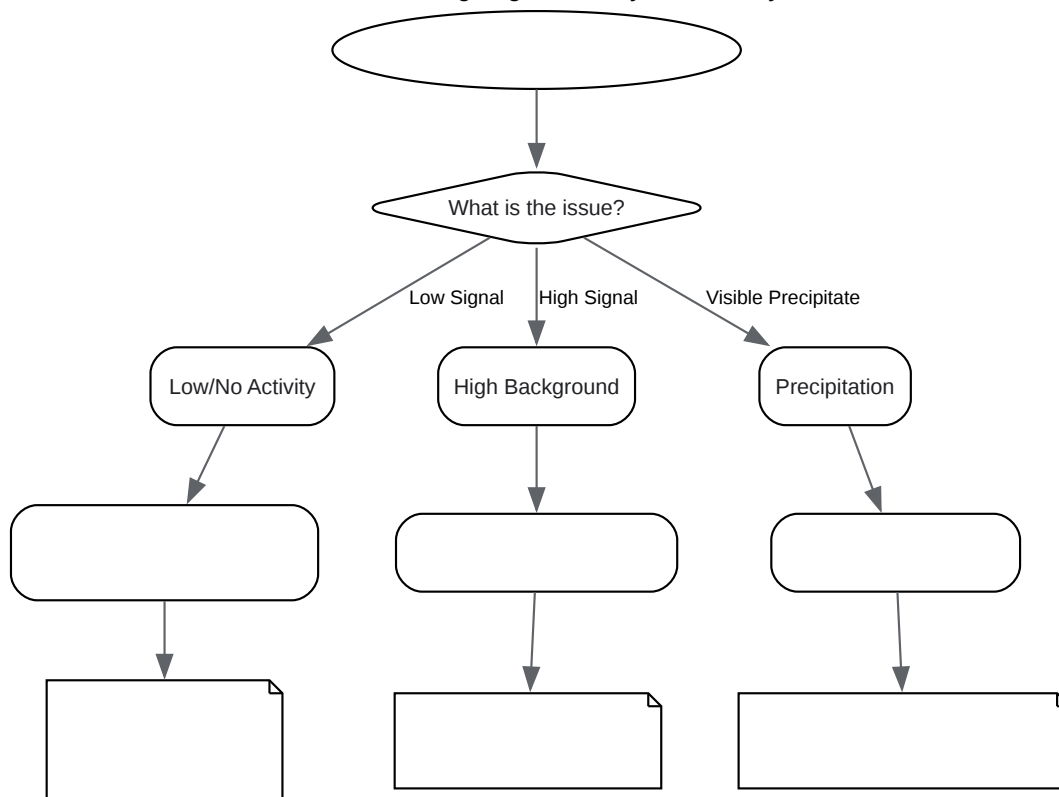 What is the issue?
Low Signal
High Signal
Visible Precipitate
Low/No Activity
High Background
Precipitation